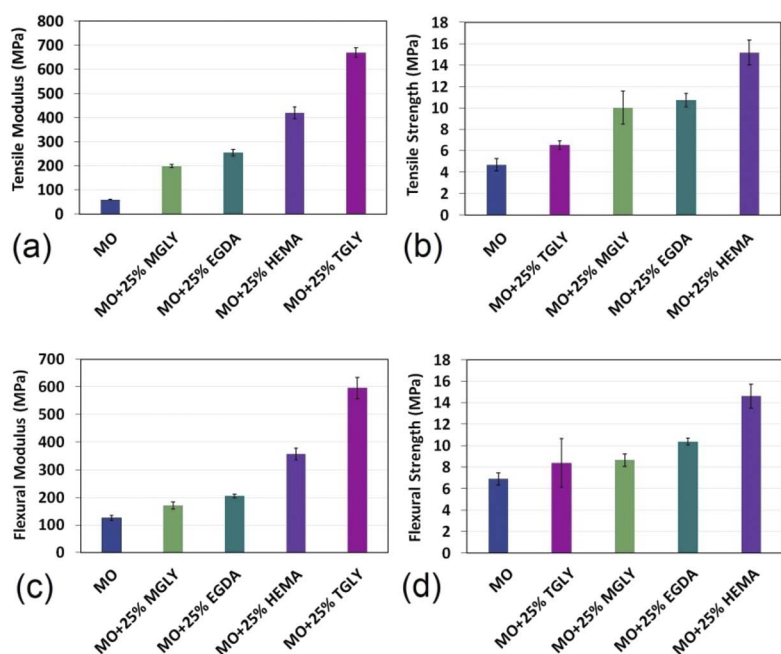 800
700
600
500
400
300
200
100
0
Tensile Modulus (MPa)
MO
MO+25% MGLY
MO+25% EGDA
MO+25% HEMA
MO+25% TGLY
(a)
18
16
14
12
10
8
6
4
2
0
Tensile Strength (MPa)
MO
MO+25% TGLY
MO+25% MGLY
MO+25% EGDA
MO+25% HEMA
(b)
700
600
500
400
300
200
100
0
Flexural Modulus (MPa)
MO
MO+25% MGLY
MO+25% EGDA
MO+25% HEMA
MO+25% TGLY
(c)
18
16
14
12
10
8
6
4
2
0
Flexural Strength (MPa)
MO
MO+25% TGLY
MO+25% MGLY
MO+25% EGDA
MO+25% HEMA
(d)